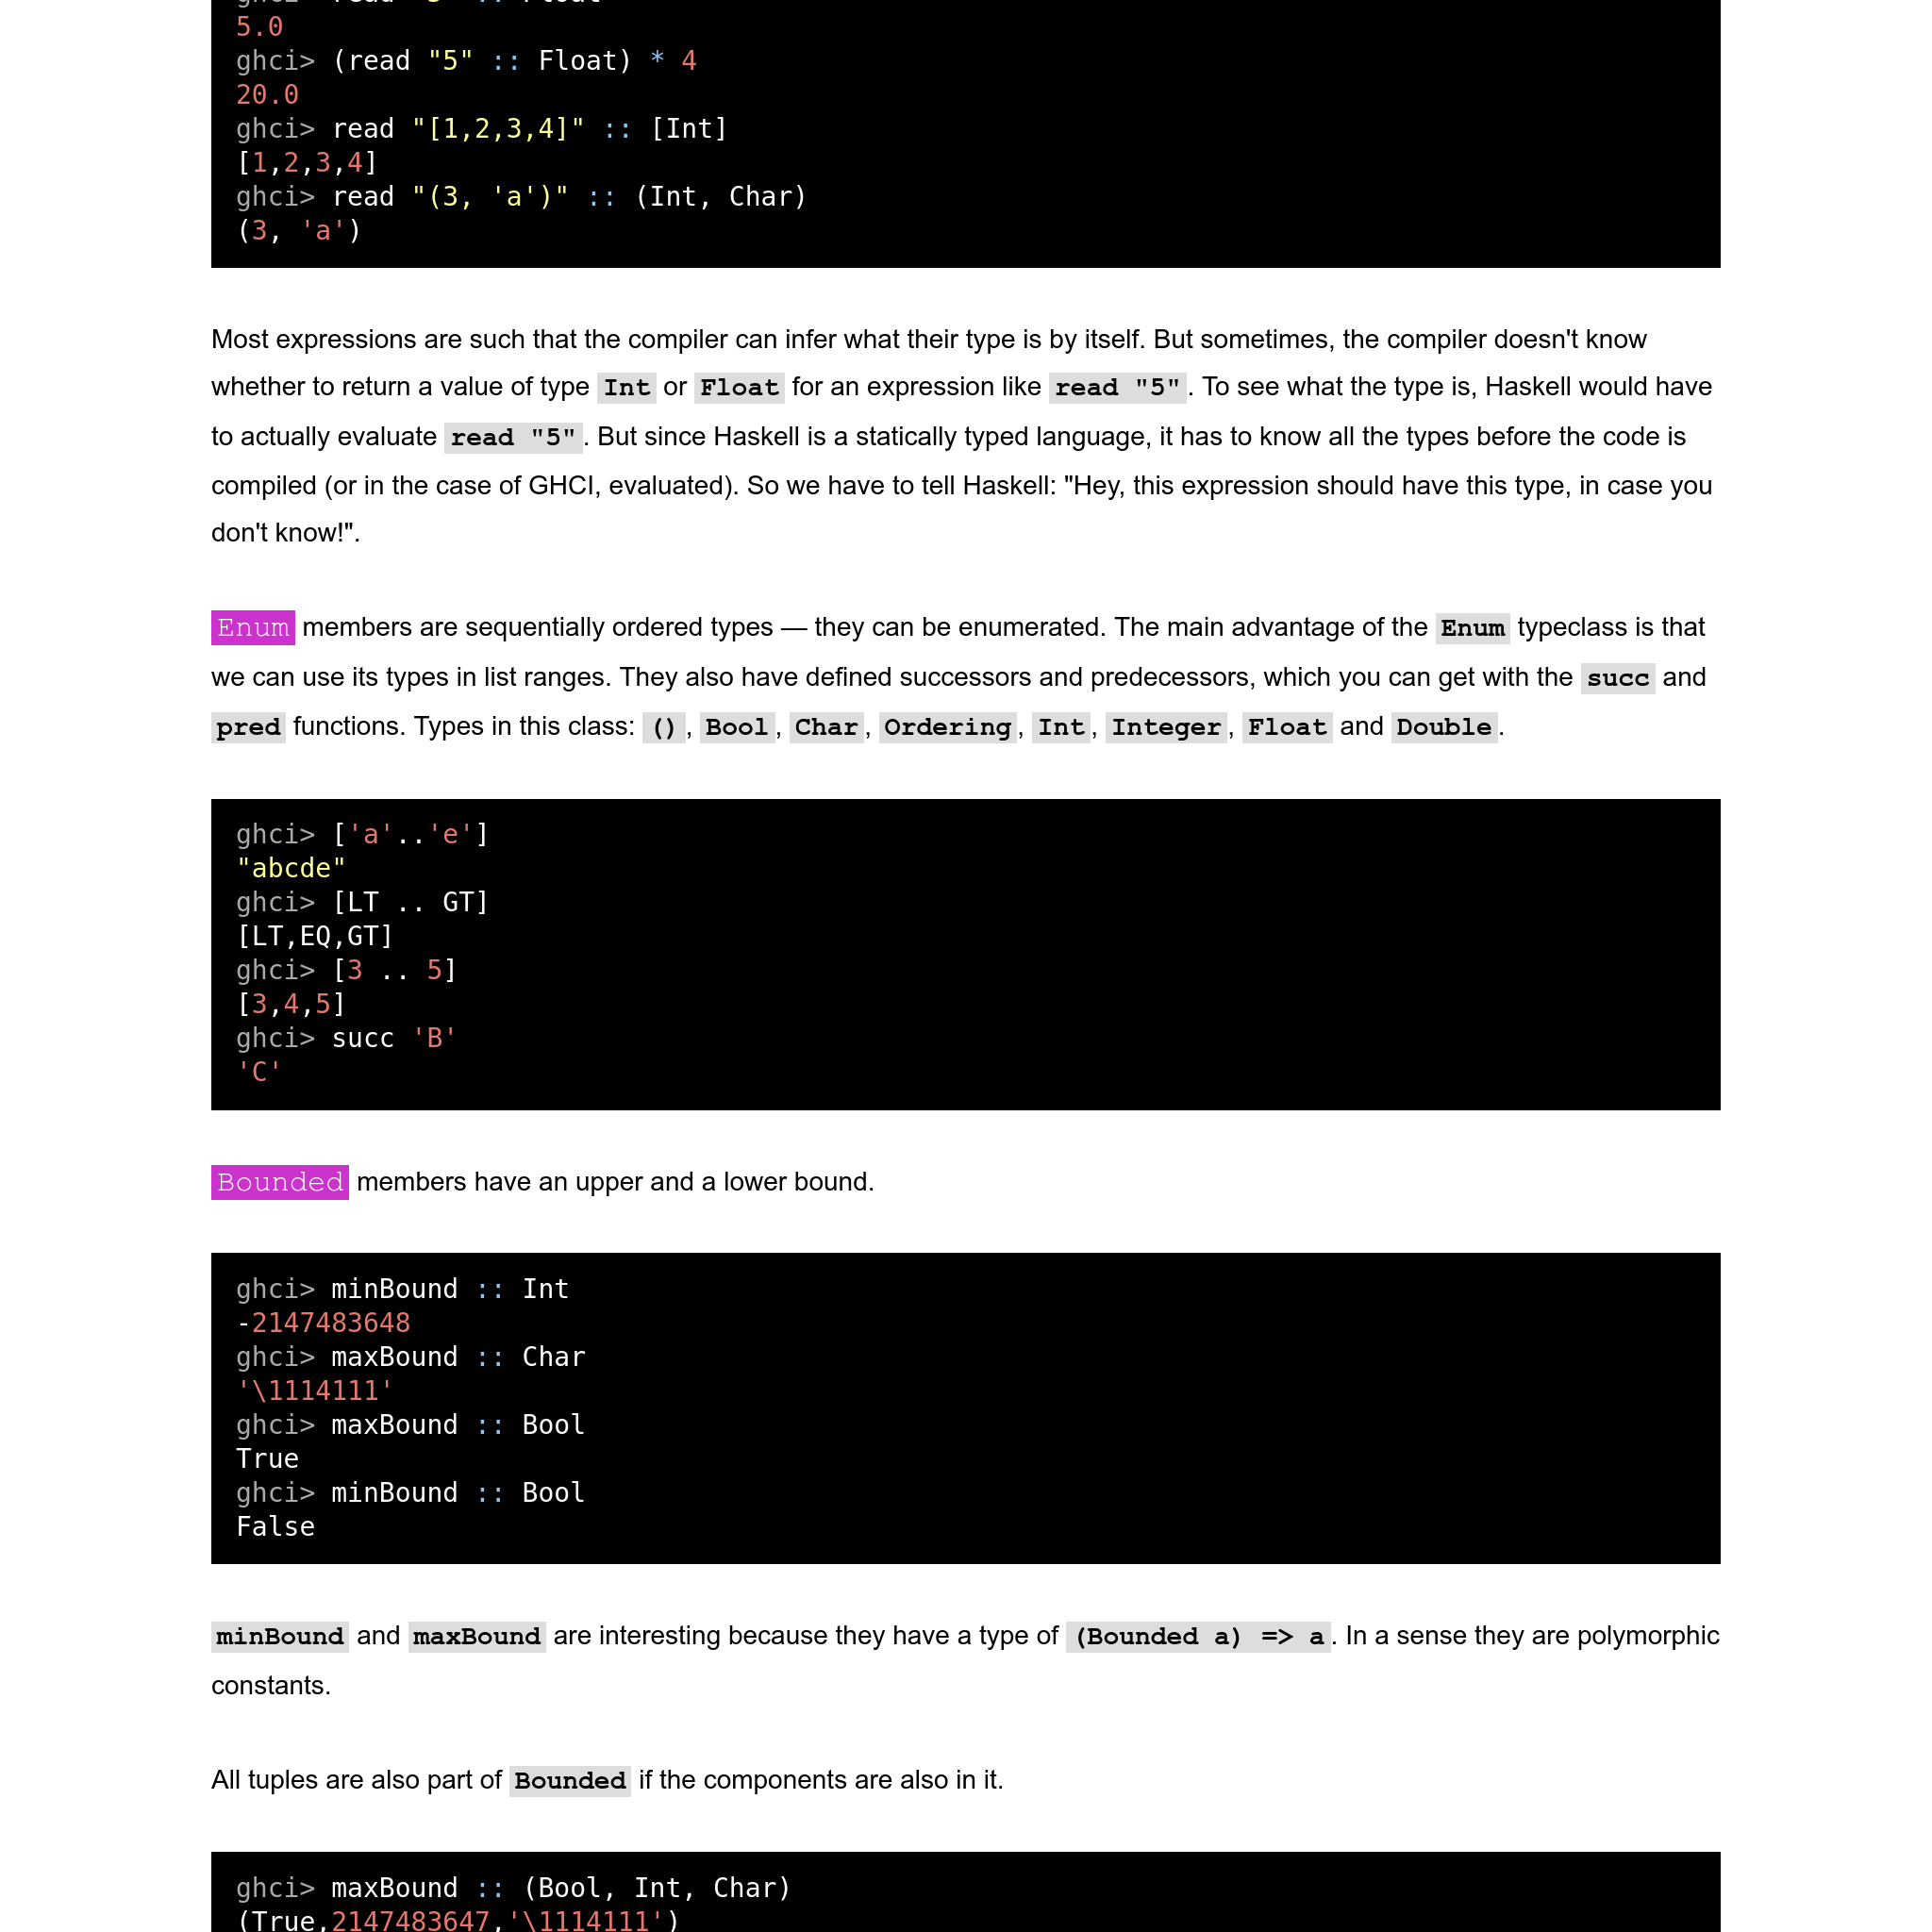 5.0
ghci> (read "5" :: Float) * 4
20.0
ghci> read "[1,2,3,4]" :: [Int]
[1,2,3,4]
ghci> read "(3, 'a')" :: (Int, Char)
(3, 'a')
Most expressions are such that the compiler can infer what their type is by itself. But sometimes, the compiler doesn't know
whether to return a value of type Int or Float for an expression like read "5". To see what the type is, Haskell would have
to actually evaluate read "5". But since Haskell is a statically typed language, it has to know all the types before the code is
compiled (or in the case of GHCI, evaluated). So we have to tell Haskell: "Hey, this expression should have this type, in case you
don't know!".
Enum members are sequentially ordered types — they can be enumerated. The main advantage of the Enum typeclass is that
we can use its types in list ranges. They also have defined successors and predecessors, which you can get with the succ and
pred functions. Types in this class: (), Bool, Char, Ordering, Int, Integer, Float and Double.
ghci> ['a'..'e']
"abcde"
ghci> [LT .. GT]
[LT,EQ,GT]
ghci> [3 .. 5]
[3,4,5]
ghci> succ 'B'
'C'
Bounded members have an upper and a lower bound.
ghci> minBound :: Int
-2147483648
ghci> maxBound :: Char
'\1114111'
ghci> maxBound :: Bool
True
ghci> minBound :: Bool
False
minBound and maxBound are interesting because they have a type of (Bounded a) => a. In a sense they are polymorphic
constants.
All tuples are also part of Bounded if the components are also in it.
ghci> maxBound :: (Bool, Int, Char)
(True,2147483647,'\1114111')